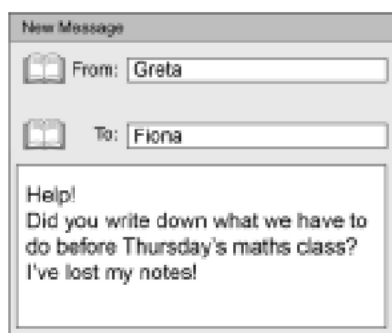 New Message
From: Greta
To: Fiona
Help!
Did you write down what we have to
do before Thursday's maths class?
I've lost my notes!